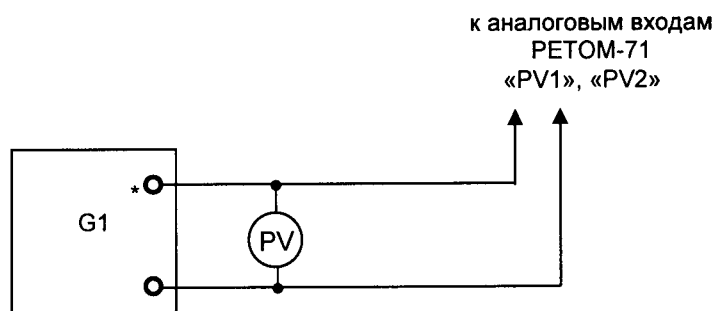 к аналоговым входам
РЕТОМ-71
«PV1», «PV2»
*
G1
PV